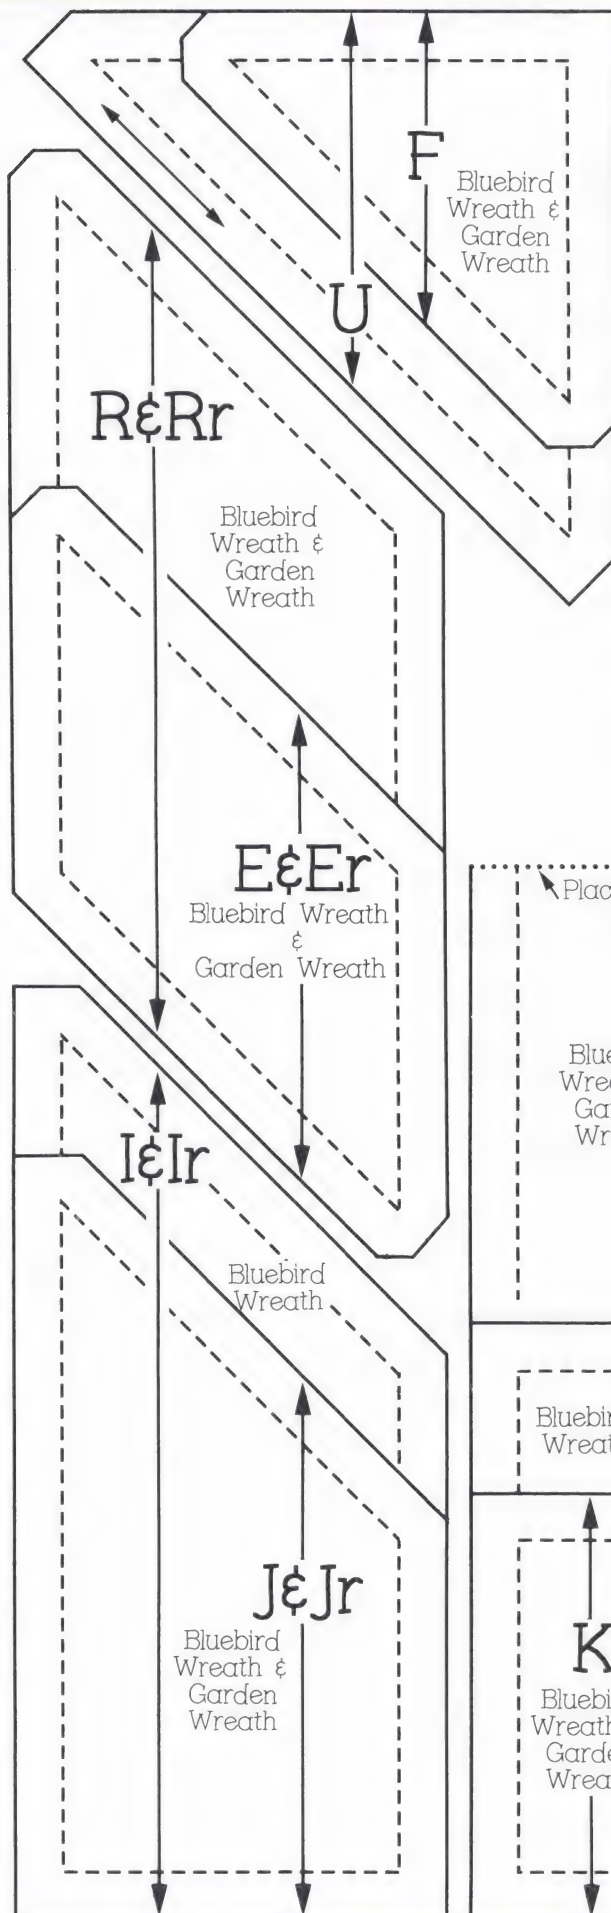 F
Bluebird
Wreath &
Garden
Wreath
U
R&Rr
Bluebird
Wreath &
Garden
Wreath
E&Er
Bluebird Wreath
&
Garden Wreath
I&Ir
Bluebird
Wreath
J&Jr
Bluebird
Wreath &
Garden
Wreath
K